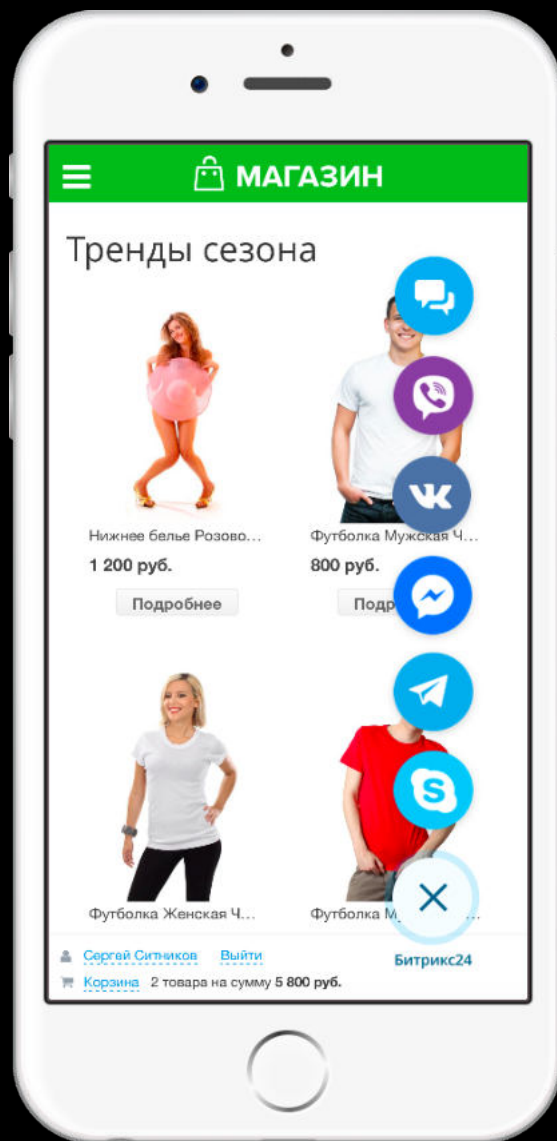 МАГАЗИН
Тренды сезона
Нижнее белье Розово...
Футболка Мужская Ч...
1 200 руб.
800 руб.
Подробнее
Подр
Футболка Женская Ч...
Футболка М
Сергей Ситников Выйти
Битрикс24
Корзина 2 товара на сумму 5 800 руб.